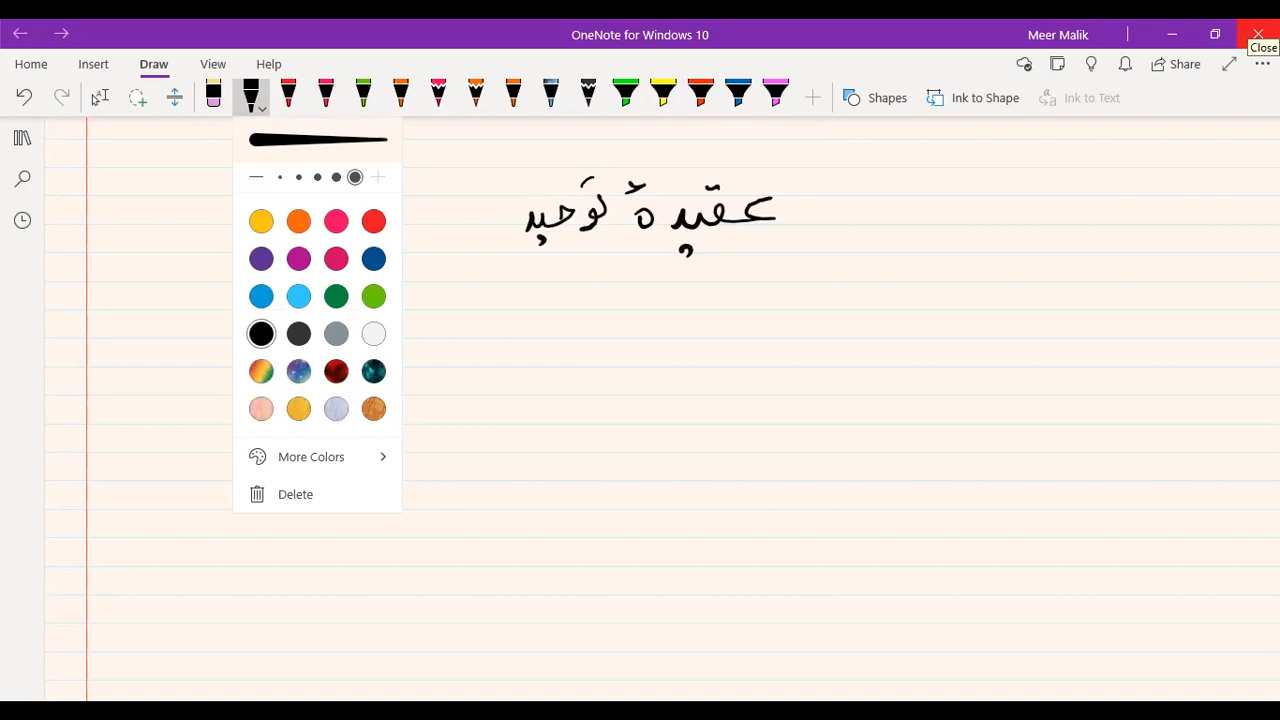 OneNote for Windows 10
Meer Malik
Close
Home Insert Draw View Help
Share
Shapes
Ink to Shape
Ink to Text
عقیدہ توحید
More Colors
Delete